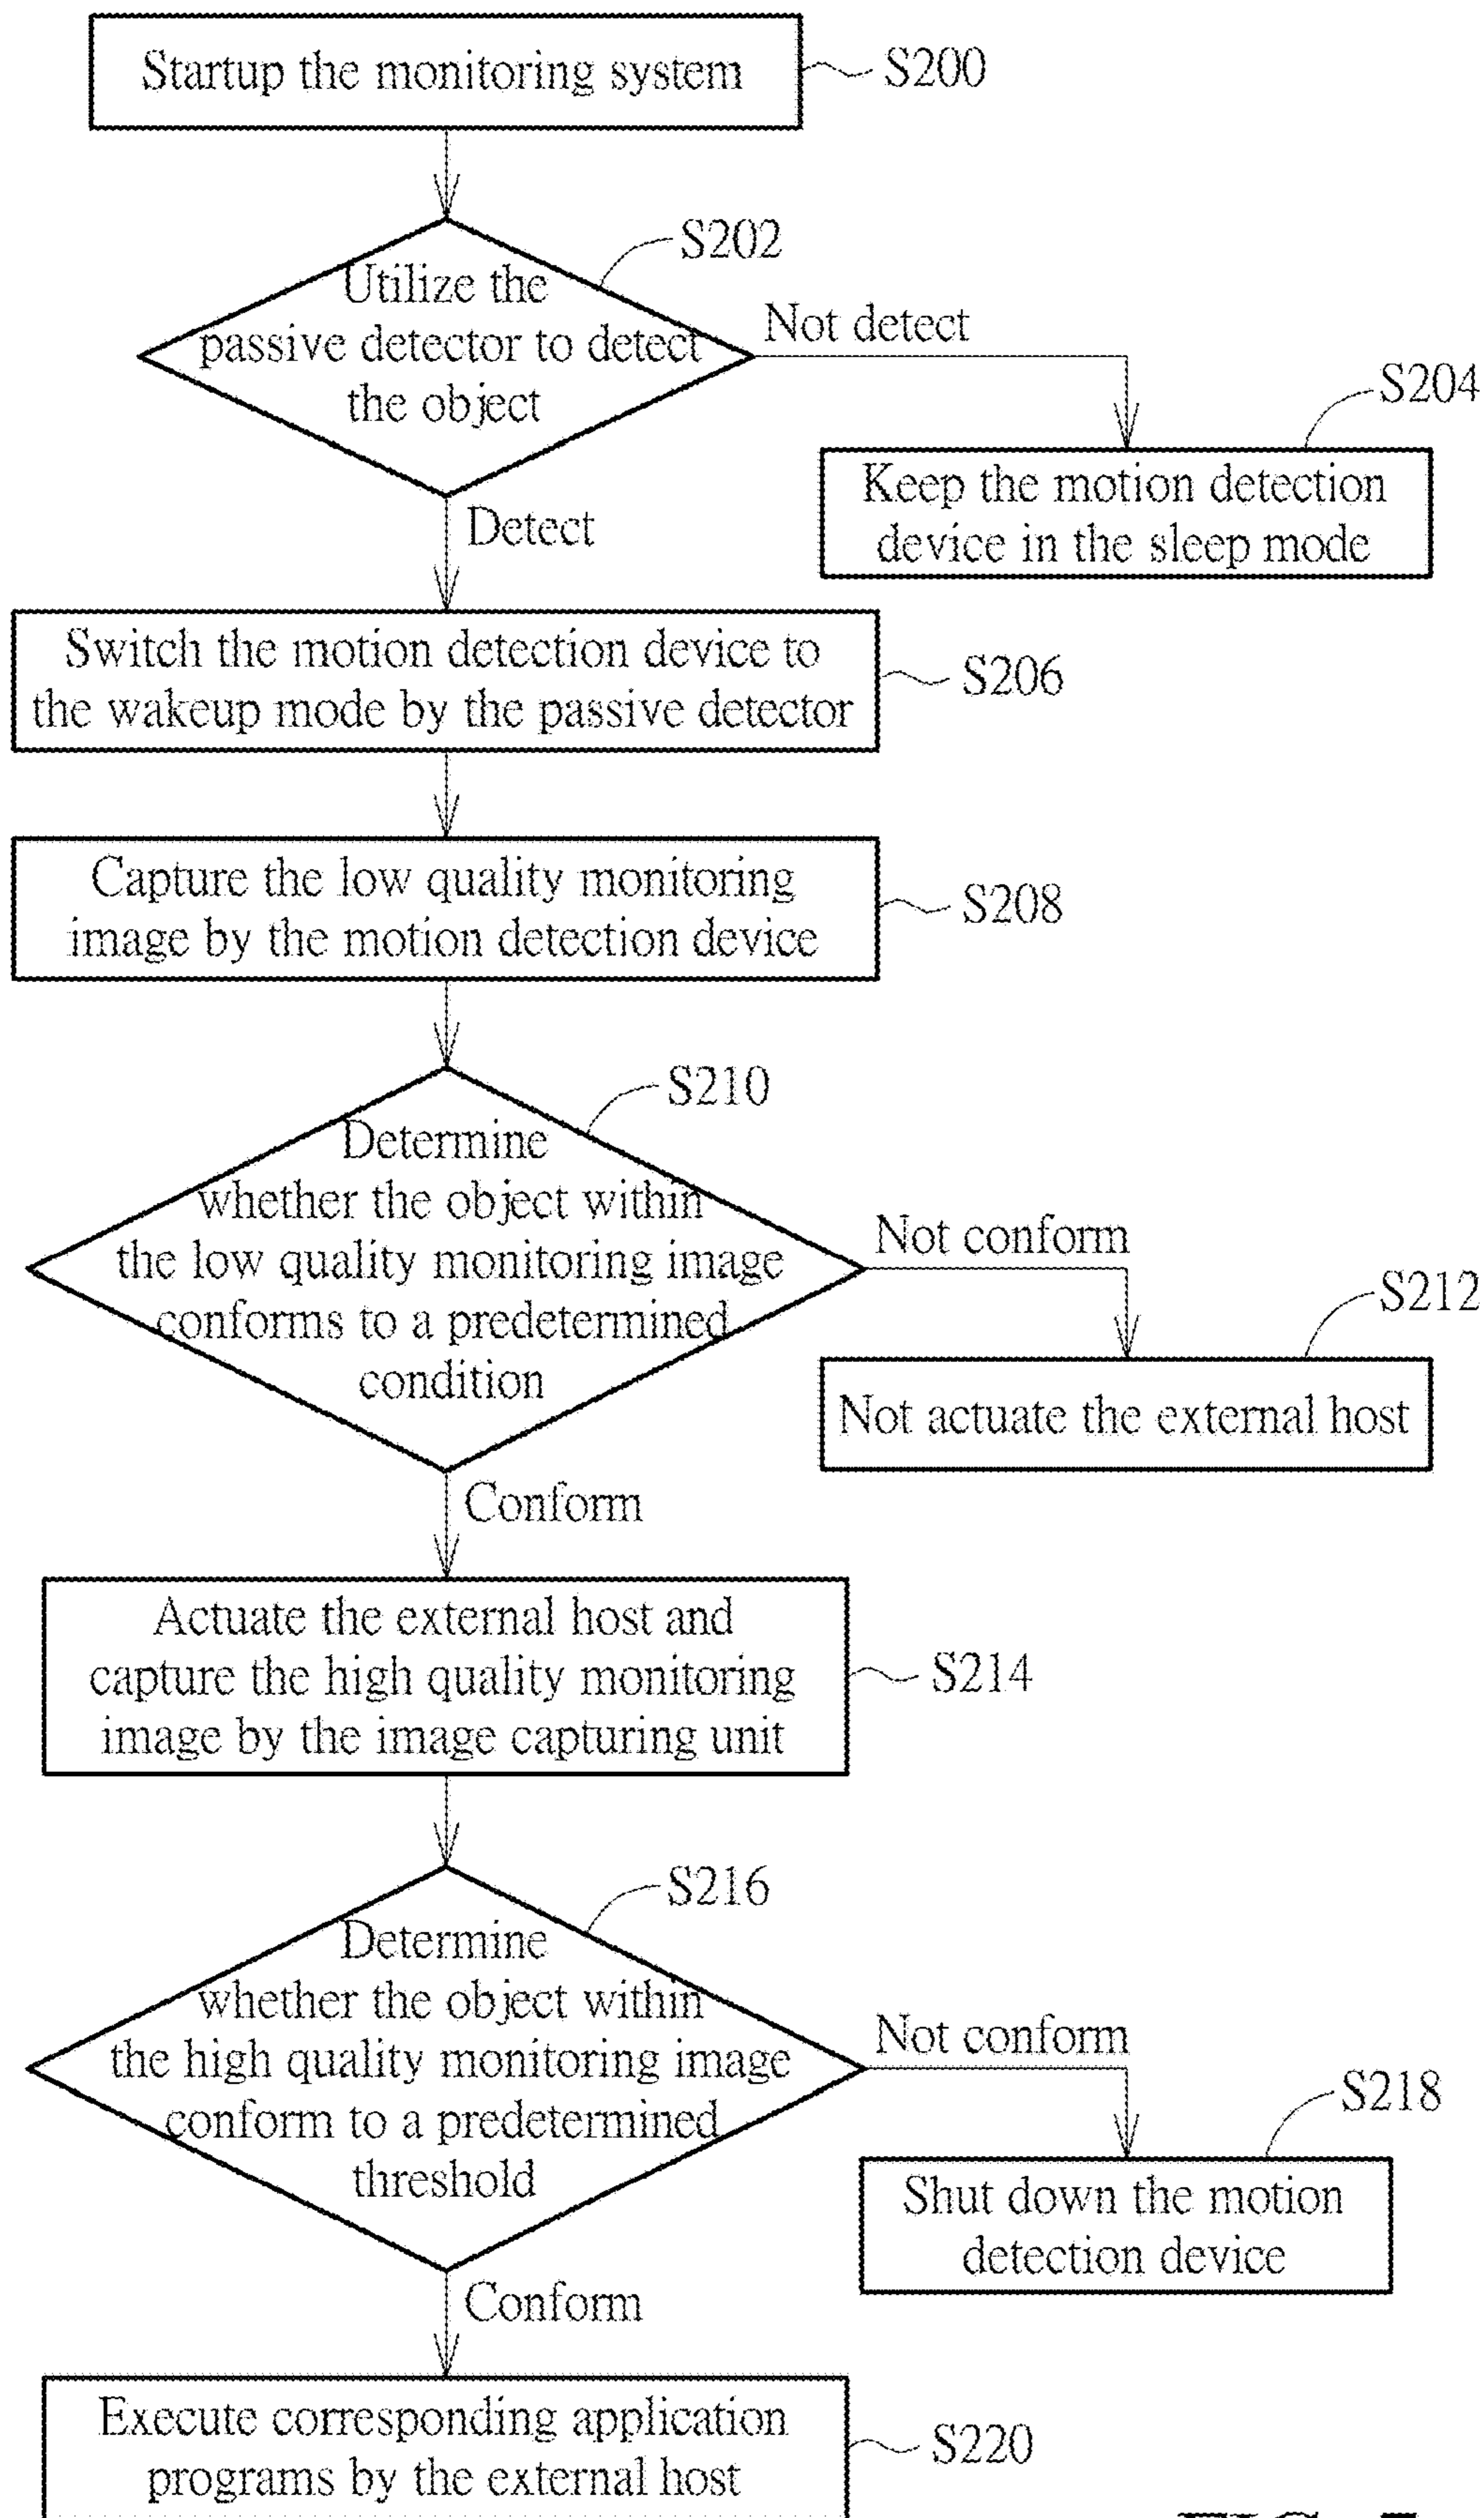 Startup the monitoring system
S200
S202
Utilize the
passive detector to detect
the object
Not detect
S204
Keep the motion detection
device in the sleep mode
Detect
Switch the motion detection device to
the wakeup mode by the passive detector
S206
Capture the low quality monitoring
image by the motion detection device
S208
S210
Determine
whether the object within
the low quality monitoring image
conforms to a predetermined
condition
Not conform
S212
Not actuate the external host
Conform
Actuate the external host and
capture the high quality monitoring
image by the image capturing unit
S214
S216
Determine
whether the object within
the high quality monitoring image
conform to a predetermined
threshold
Not conform
S218
Shut down the motion
detection device
Conform
Execute corresponding application
programs by the external host
S220